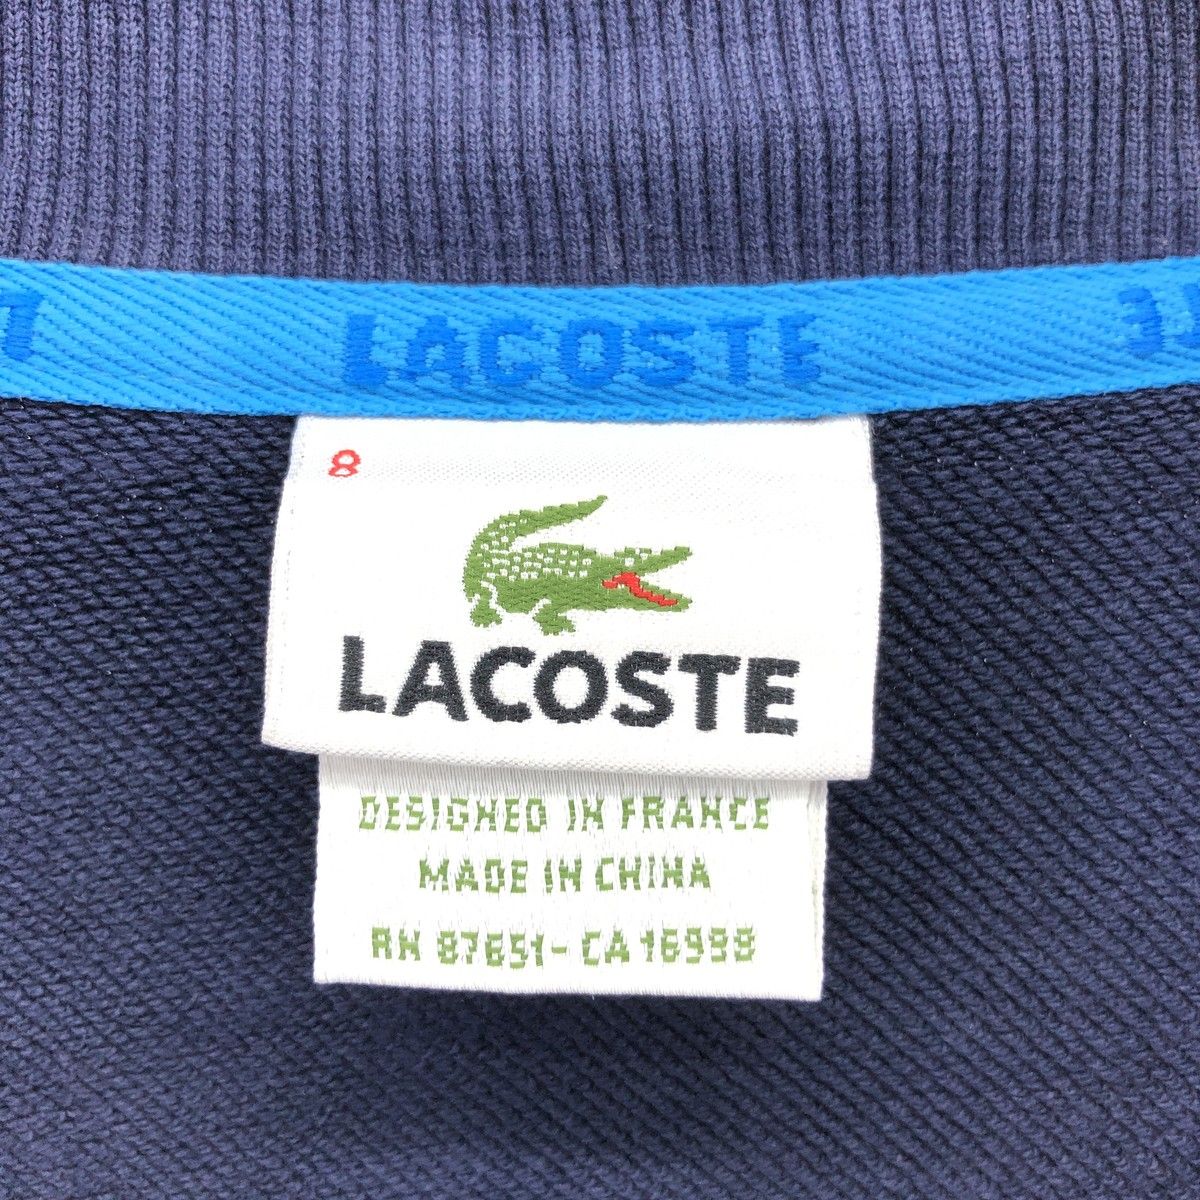 LACOSTE
8
LACOSTE
DESIGNED IN FRANCE
MADE IN CHINA
RN 87651-CA 16998